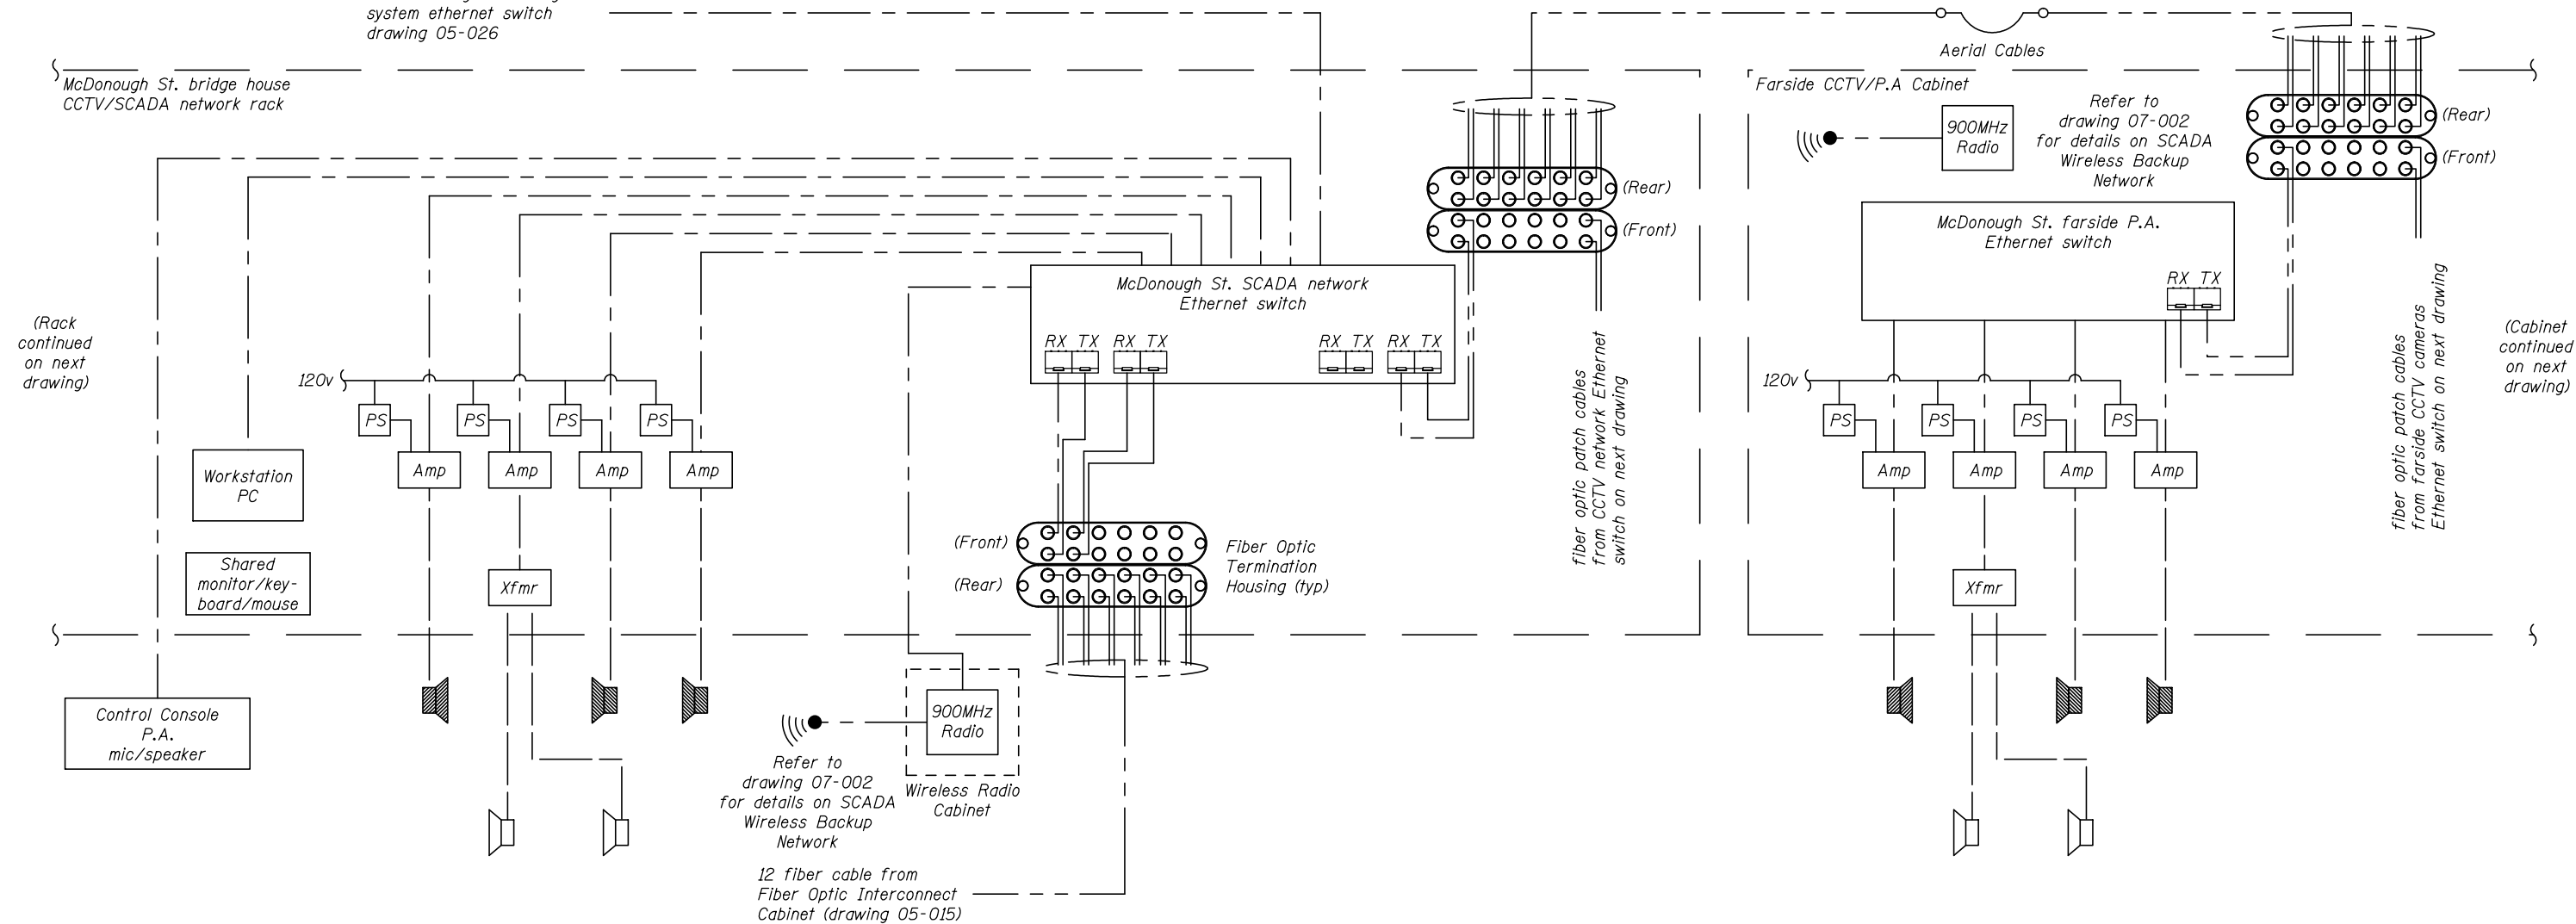 system ethernet switch
drawing 05-026
Aerial Cables
McDonough St. bridge house
CCTV/SCADA network rack
Farside CCTV/P.A Cabinet
900MHz
Radio
Refer to
drawing 07-002
for details on SCADA
Wireless Backup
Network
(Rear)
(Front)
(Rear)
(Front)
McDonough St. farside P.A.
Ethernet switch
RX TX
McDonough St. SCADA network
Ethernet switch
RX TX
RX TX
RX TX
RX TX
(Rack
continued
on next
drawing)
fiber optic patch cables
from CCTV network Ethernet
switch on next drawing
fiber optic patch cables
from farside CCTV cameras
Ethernet switch on next drawing
(Cabinet
continued
on next
drawing)
120v
PS
PS
PS
PS
120v
PS
PS
PS
PS
Workstation
PC
Amp
Amp
Amp
Amp
Amp
Amp
Amp
Amp
Shared
monitor/key-
board/mouse
Xfmr
(Front)
(Rear)
Fiber Optic
Termination
Housing (typ)
Xfmr
Control Console
P.A.
mic/speaker
900MHz
Radio
Refer to
drawing 07-002
for details on SCADA
Wireless Backup
Network
Wireless Radio
Cabinet
12 fiber cable from
Fiber Optic Interconnect
Cabinet (drawing 05-015)